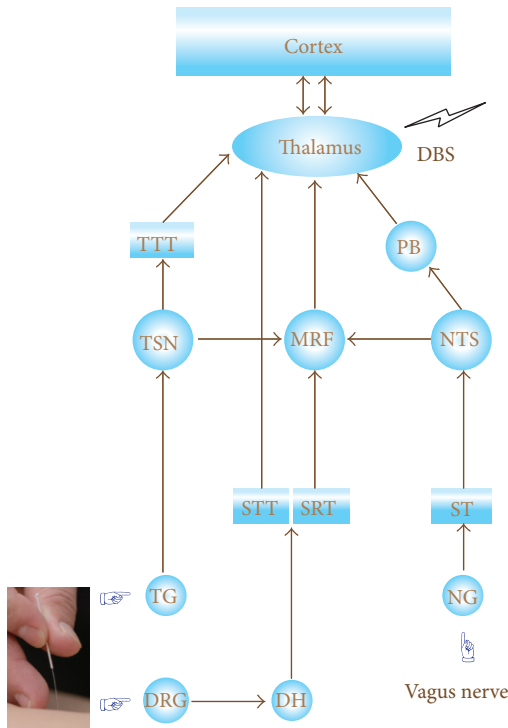 Cortex
Thalamus
DBS
TTT
PB
TSN
MRF
NTS
STT
SRT
ST
TG
NG
DRG
DH
Vagus nerve